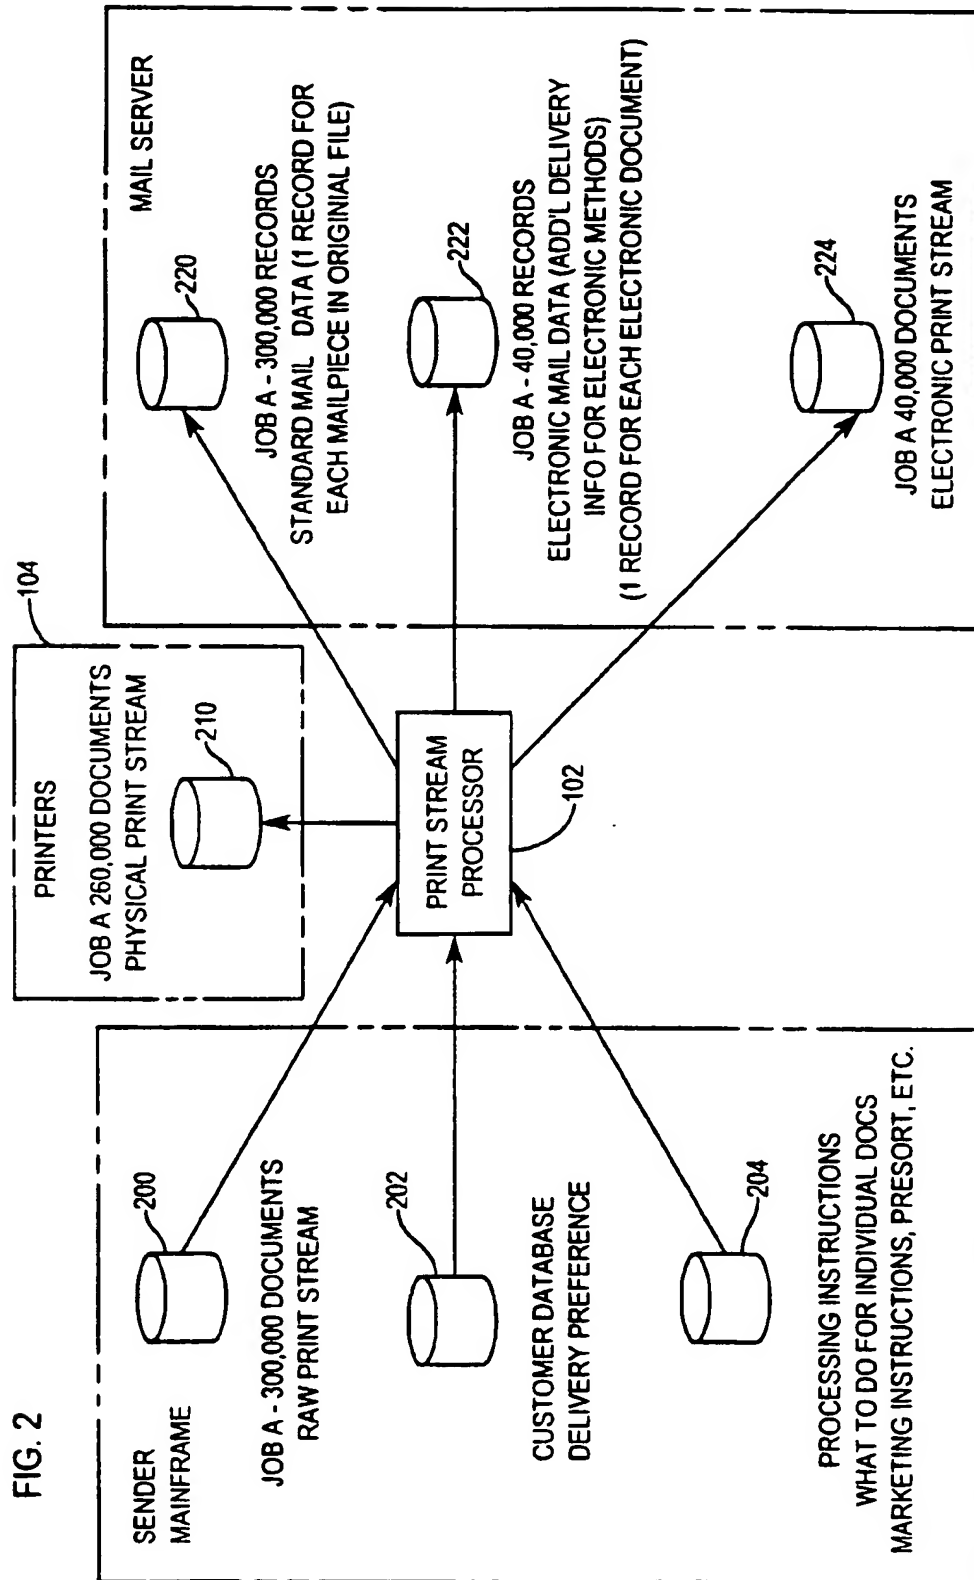 FIG. 2
SENDER
MAINFRAME
200
JOB A - 300,000 DOCUMENTS
RAW PRINT STREAM
202
CUSTOMER DATABASE
DELIVERY PREFERENCE
204
PROCESSING INSTRUCTIONS
WHAT TO DO FOR INDIVIDUAL DOCS
MARKETING INSTRUCTIONS, PRESORT, ETC.
104
PRINTERS
JOB A 260,000 DOCUMENTS
PHYSICAL PRINT STREAM
210
PRINT STREAM
PROCESSOR
102
MAIL SERVER
220
JOB A - 300,000 RECORDS
STANDARD MAIL DATA (1 RECORD FOR
EACH MAILPIECE IN ORIGINIAL FILE)
222
JOB A - 40,000 RECORDS
ELECTRONIC MAIL DATA (ADD'L DELIVERY
INFO FOR ELECTRONIC METHODS)
(1 RECORD FOR EACH ELECTRONIC DOCUMENT)
224
JOB A 40,000 DOCUMENTS
ELECTRONIC PRINT STREAM